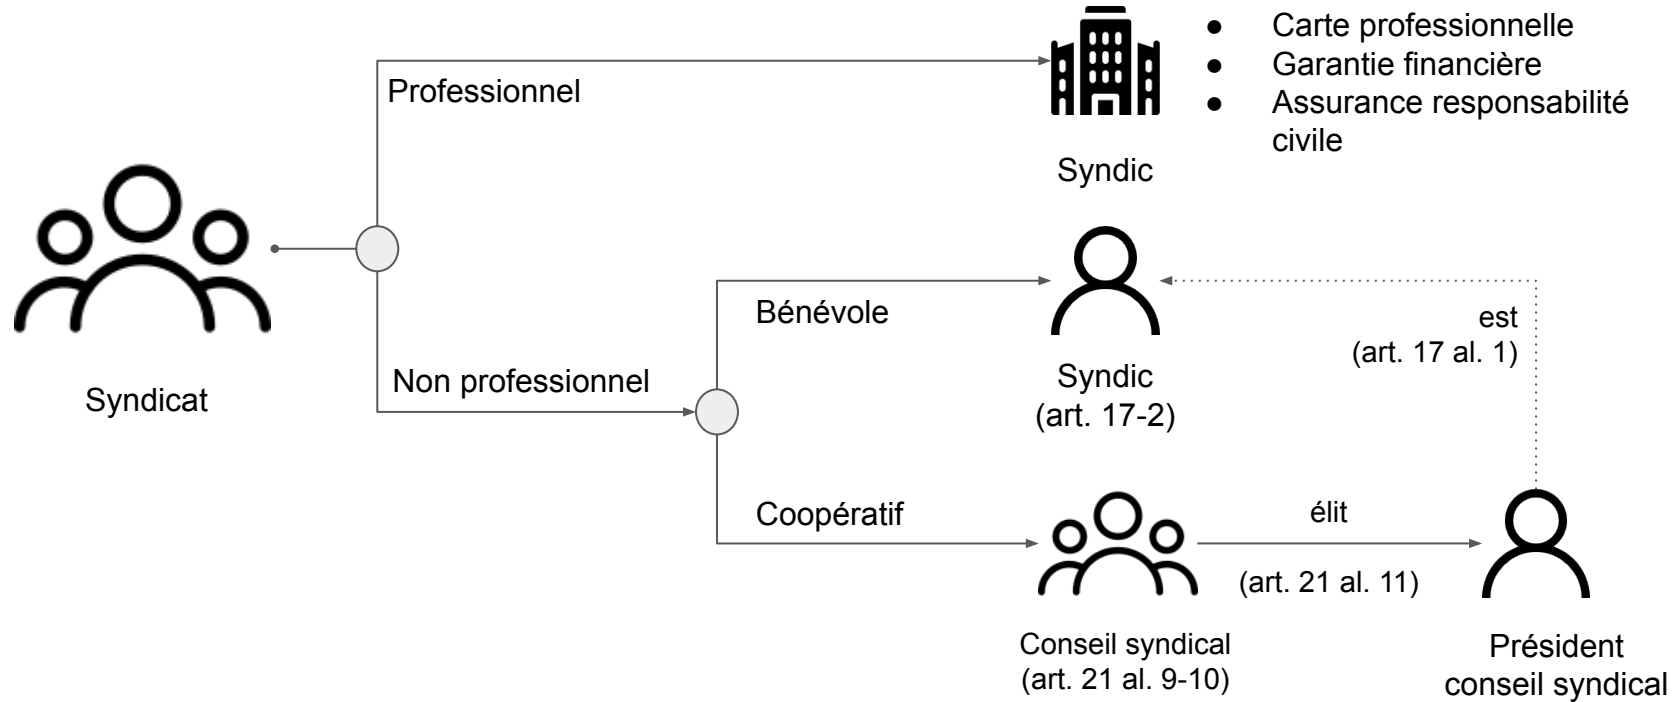 ● Carte professionnelle
● Garantie financière
● Assurance responsabilité
civile
Professionnel
Syndic
Bénévole
est
(art. 17 al. 1)
Non professionnel
Syndic
(art. 17-2)
Syndicat
Coopératif
élit
(art. 21 al. 11)
Conseil syndical
(art. 21 al. 9-10)
Président
conseil syndical